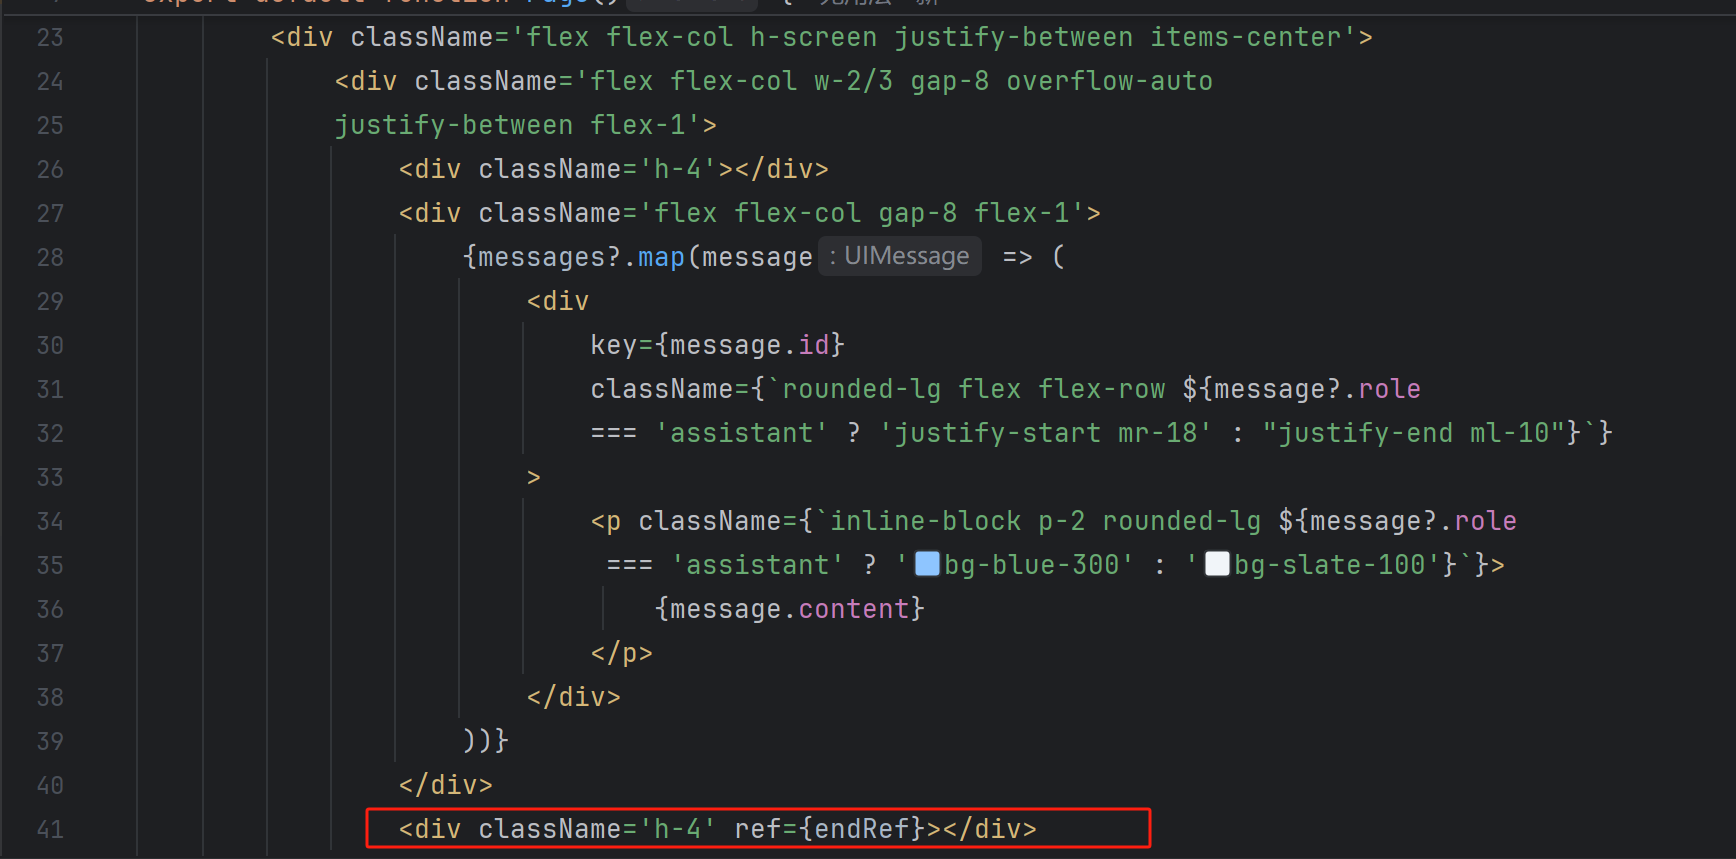 export default function Page() {
23 <div className='flex flex-col h-screen justify-between items-center'>
24 <div className='flex flex-col w-2/3 gap-8 overflow-auto
25 justify-between flex-1'>
26 <div className='h-4'></div>
27 <div className='flex flex-col gap-8 flex-1'>
28 {messages?.map(message : UIMessage => (
29 <div
30 key={message.id}
31 className={`rounded-lg flex flex-row ${message?.role
32 === 'assistant' ? 'justify-start mr-18' : "justify-end ml-10"}`}
33 >
34 <p className={`inline-block p-2 rounded-lg ${message?.role
35 === 'assistant' ? 'bg-blue-300' : 'bg-slate-100'}`}>
36 {message.content}
37 </p>
38 </div>
39 ))}
40 </div>
41 <div className='h-4' ref={endRef}></div>